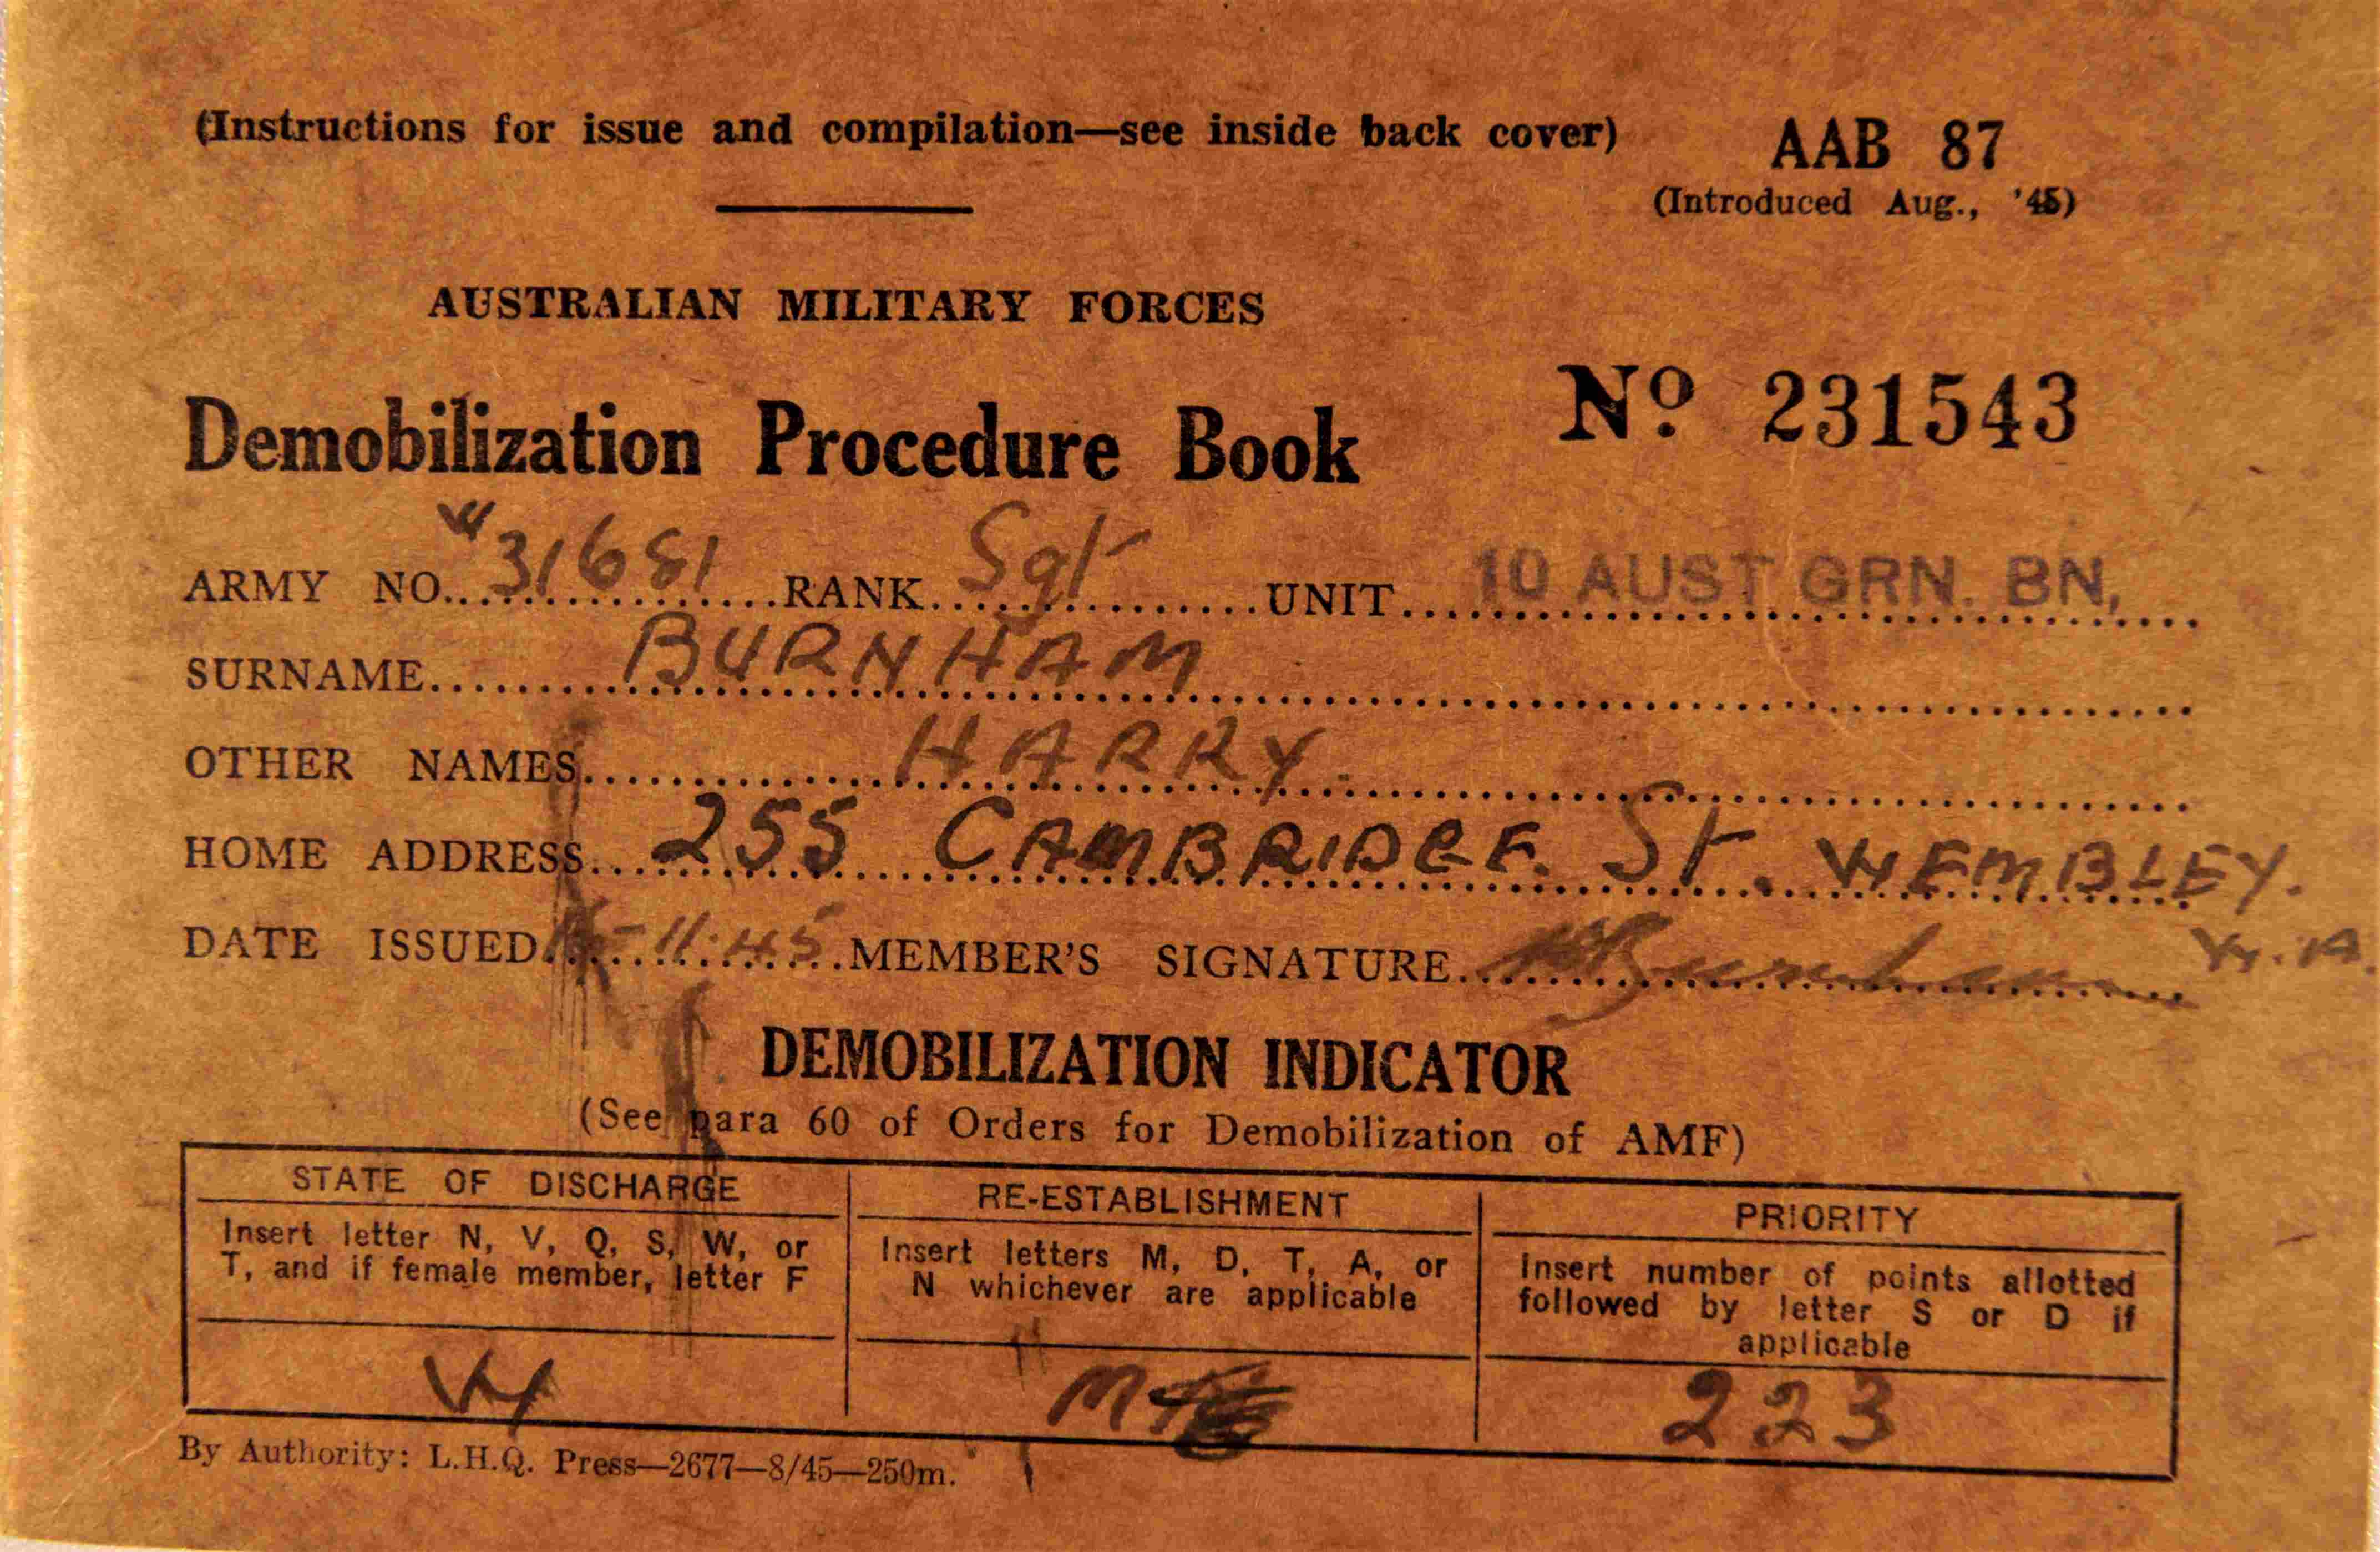 (Instructions for issue and compilation—see inside back cover) AAB 87
(Introduced Aug., '45)
AUSTRALIAN MILITARY FORCES
Demobilization Procedure Book No 231543
ARMY NO. W31681 RANK Sgt UNIT 10 AUST GRN. BN,
SURNAME BURNHAM
OTHER NAMES HARRY.
HOME ADDRESS 255 CAMBRIDGE St. WEMBLEY.
W.A.
DATE ISSUED -11-45 MEMBER'S SIGNATURE Burnham
DEMOBILIZATION INDICATOR
(See para 60 of Orders for Demobilization of AMF)
STATE OF DISCHARGE
Insert letter N, V, Q, S, W, or
T, and if female member, letter F
W
RE-ESTABLISHMENT
Insert letters M, D, T, A, or
N whichever are applicable
M
PRIORITY
Insert number of points allotted
followed by letter S or D if
applicable
223
By Authority: L.H.Q. Press—2677—8/45—250m.